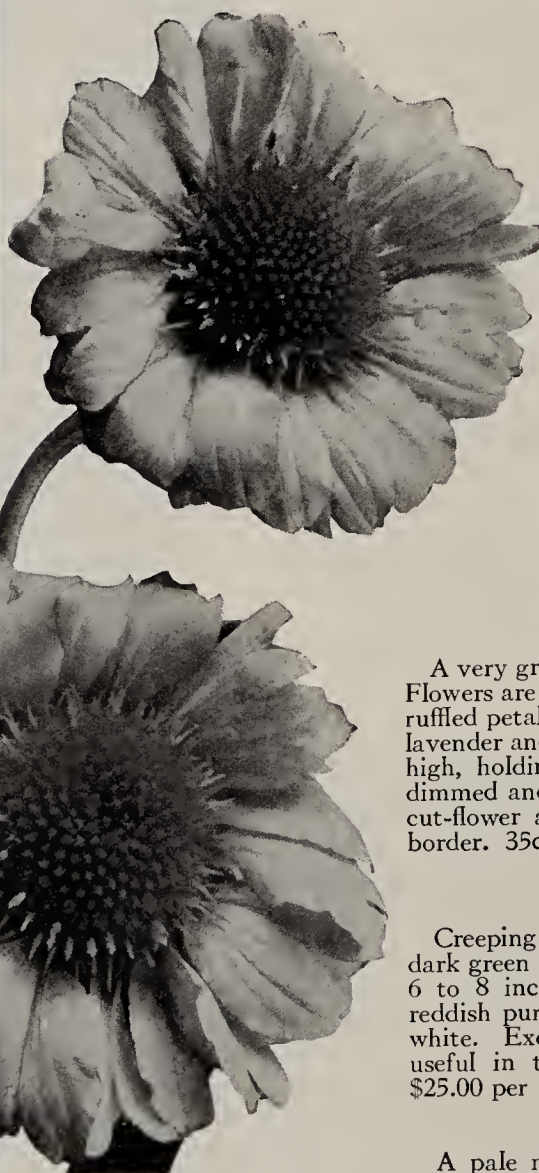 A very gr
Flowers are
ruffled petal
lavender an
high, holdin
dimmed and
cut-flower a
border. 35c
Creeping
dark green
6 to 8 inc
reddish pur
white. Exc
useful in t
$25.00 per
A pale